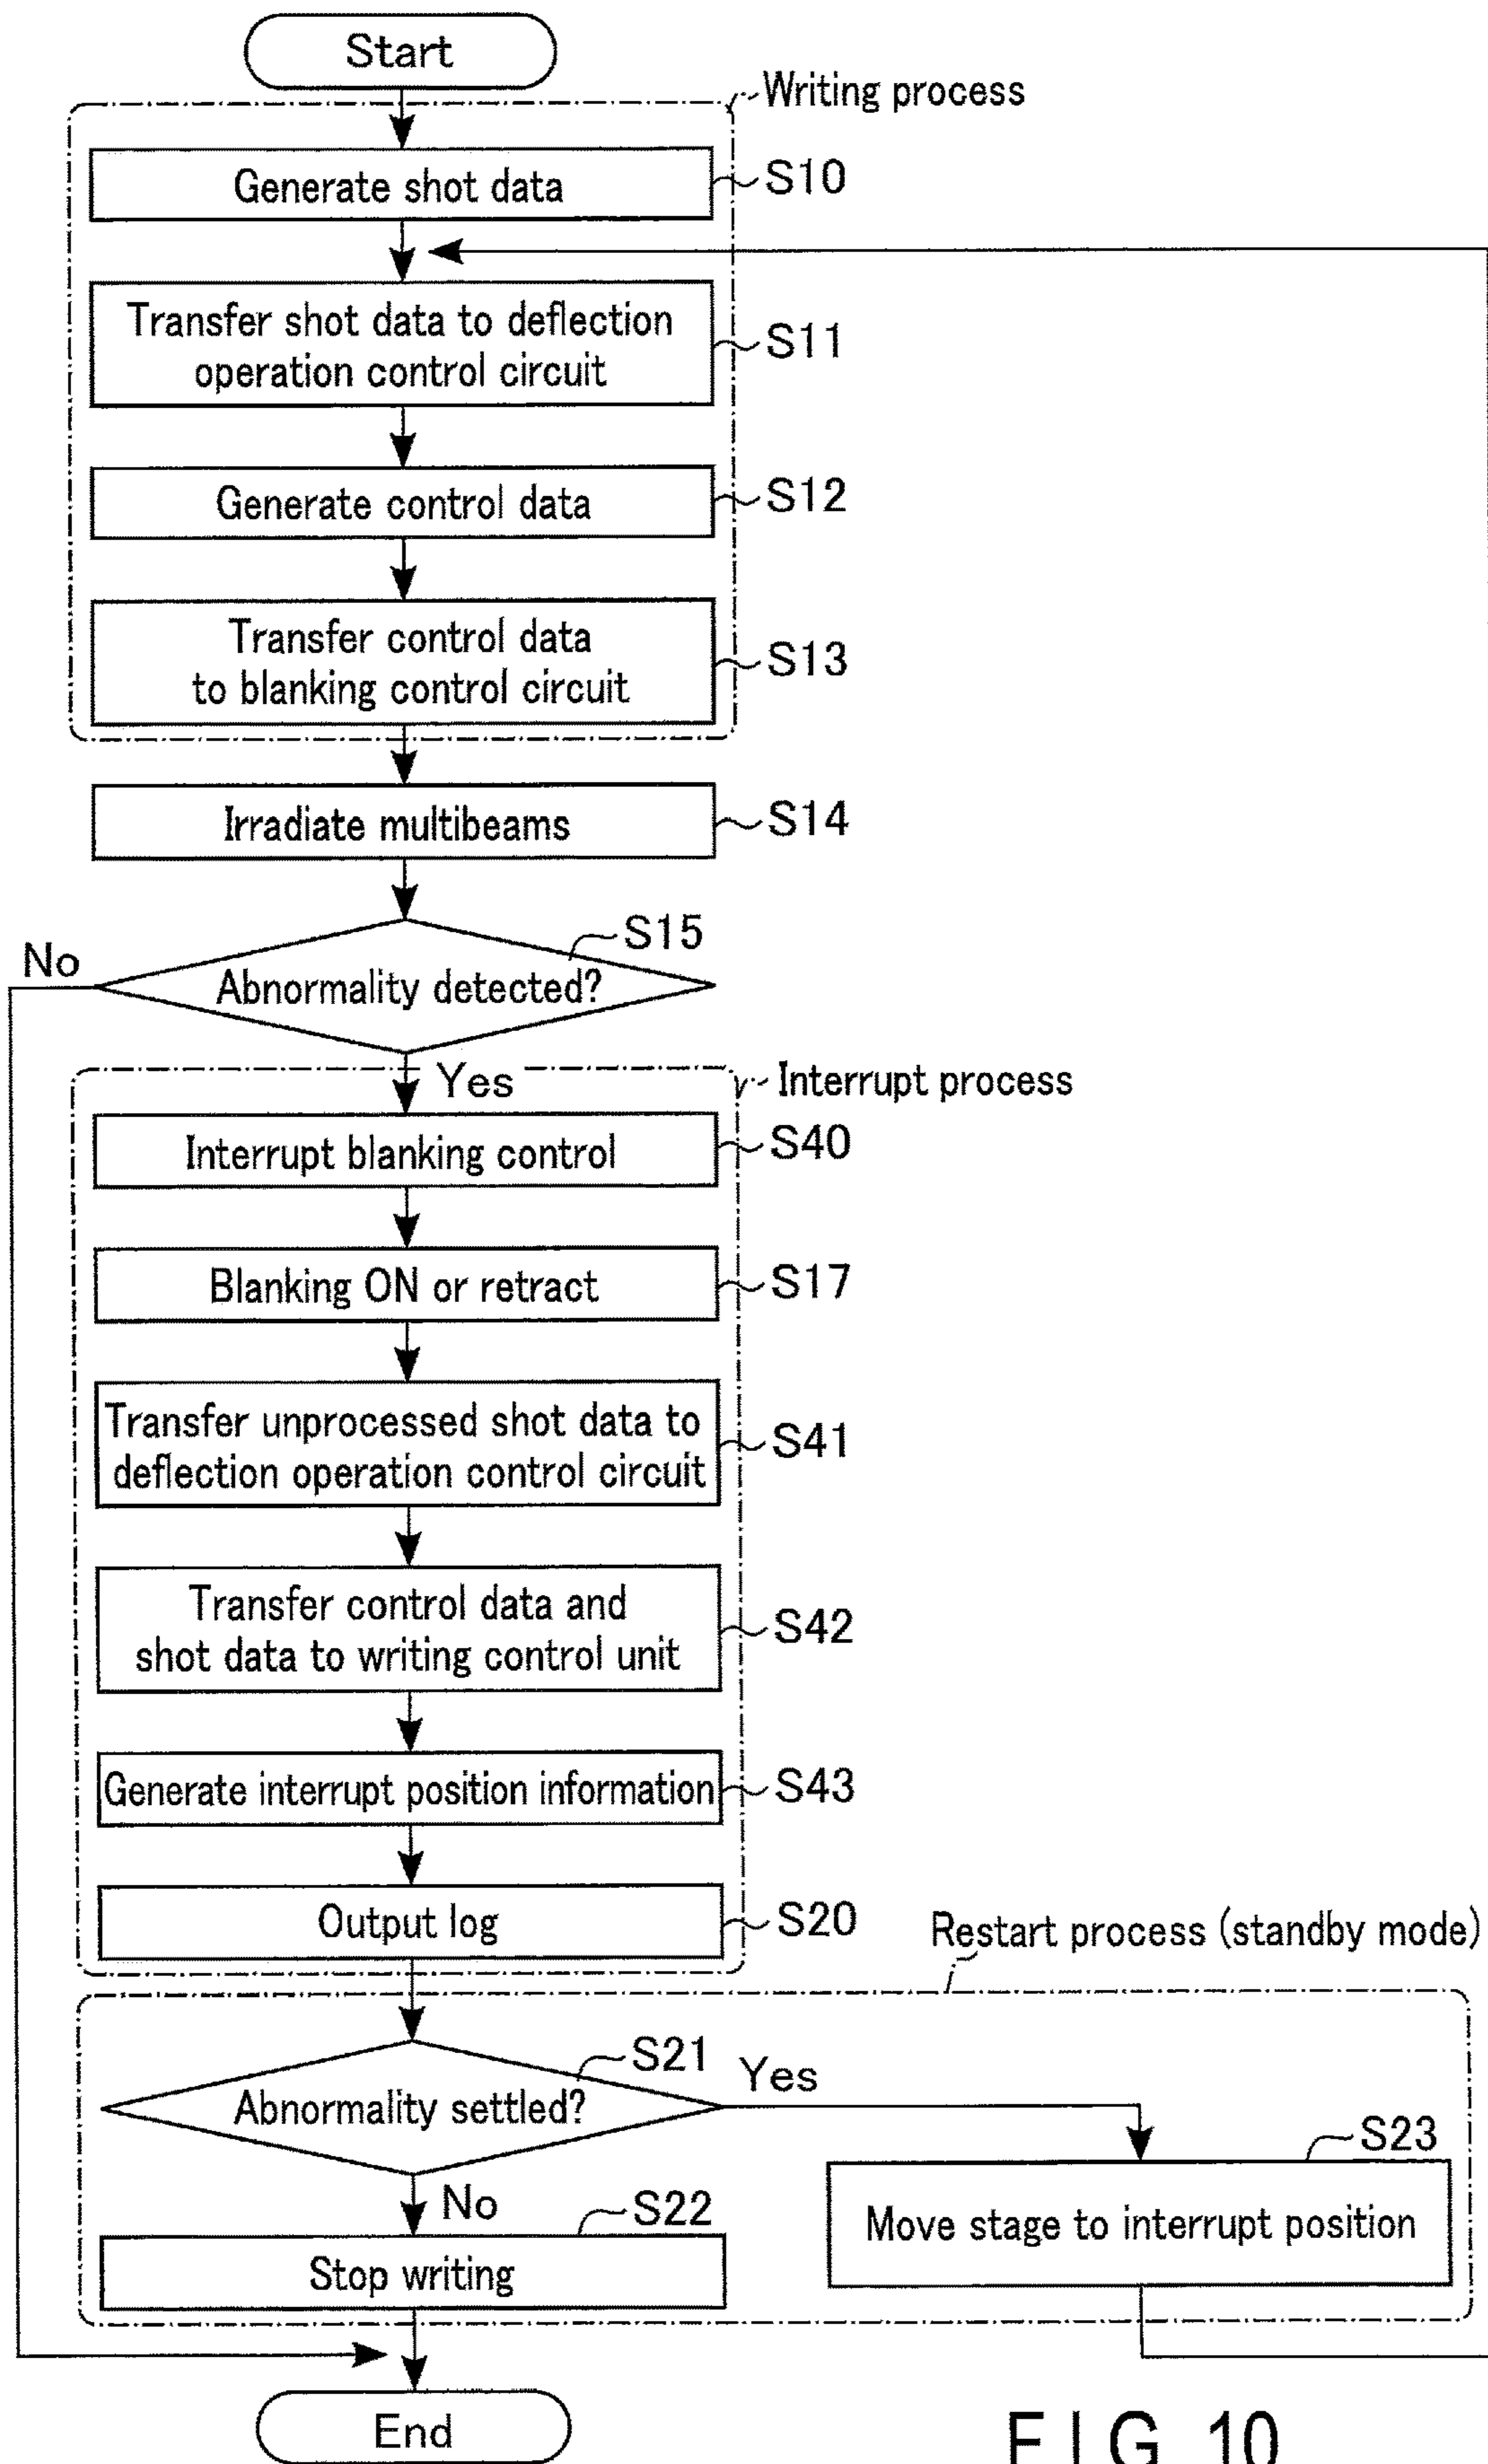 Start
Writing process
Generate shot data
S10
Transfer shot data to deflection
operation control circuit
S11
Generate control data
S12
Transfer control data
to blanking control circuit
S13
Irradiate multibeams
S14
S15
No
Abnormality detected?
Yes
Interrupt process
Interrupt blanking control
S40
Blanking ON or retract
S17
Transfer unprocessed shot data to
deflection operation control circuit
S41
Transfer control data and
shot data to writing control unit
S42
Generate interrupt position information
S43
Output log
S20
Restart process (standby mode)
S21
Yes
Abnormality settled?
S23
Move stage to interrupt position
No
S22
Stop writing
End
FIG. 10